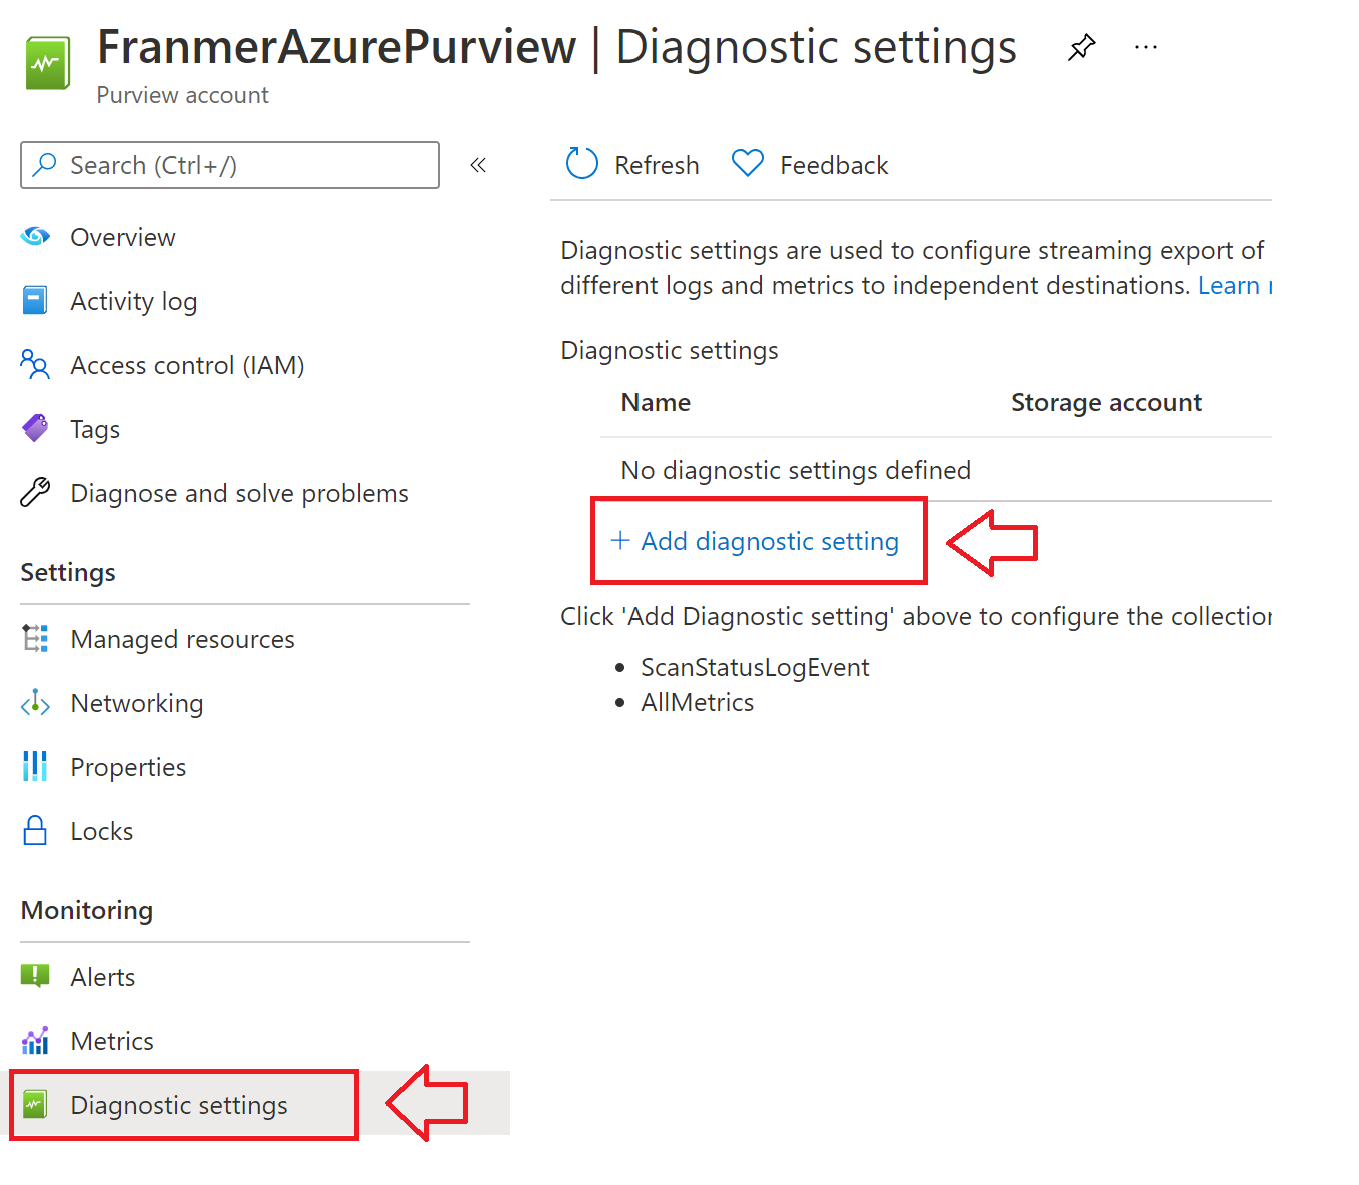 FranmerAzurePurview | Diagnostic settings
Purview account
Search (Ctrl+/)
Overview
Activity log
Access control (IAM)
Tags
Diagnose and solve problems
Settings
Managed resources
Networking
Properties
Locks
Monitoring
Alerts
Metrics
Diagnostic settings
Refresh
Feedback
Diagnostic settings are used to configure streaming export of
different logs and metrics to independent destinations. Learn
Diagnostic settings
Name
Storage account
No diagnostic settings defined
+ Add diagnostic setting
Click 'Add Diagnostic setting' above to configure the collection
• ScanStatusLogEvent
• AllMetrics